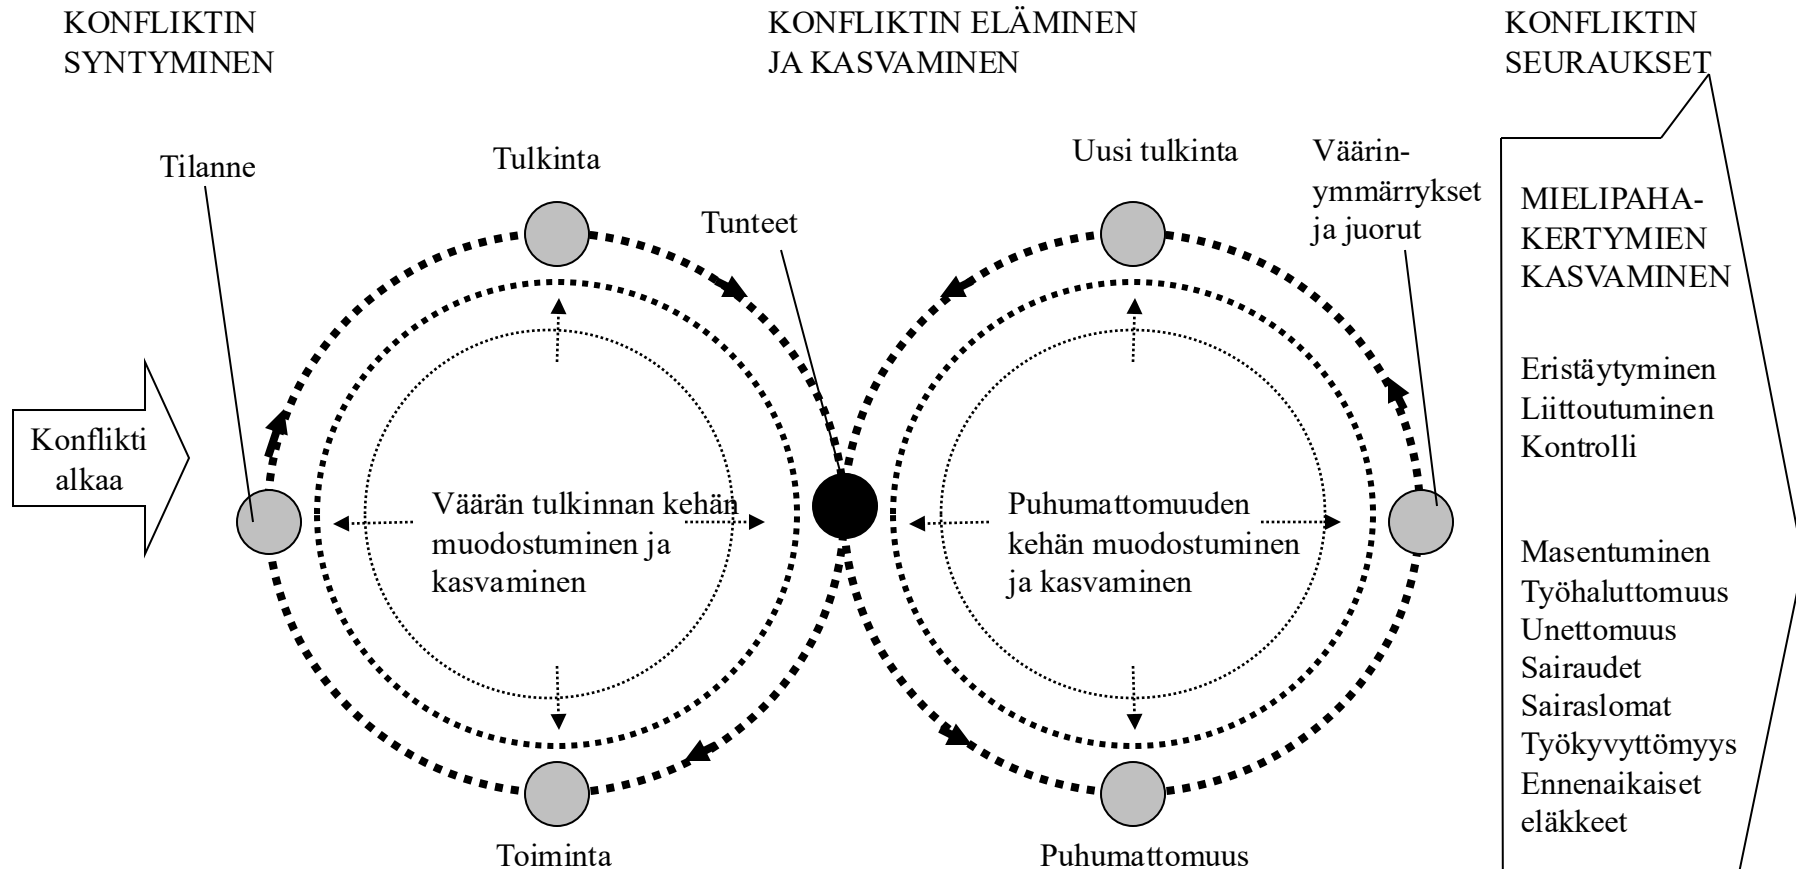 KONFLIKTIN
SYNTYMINEN
KONFLIKTIN ELÄMINEN
JA KASVAMINEN
KONFLIKTIN
SEURAUKSET
Tilanne
Tulkinta
Tunteet
Uusi tulkinta
Väärin-
ymmärrykset
ja juorut
Konflikti
alkaa
Väärän tulkinnan kehän
muodostuminen ja
kasvaminen
Puhumattomuuden
kehän muodostuminen
ja kasvaminen
Toiminta
Puhumattomuus
MIELIPAHA-
KERTYMIEN
KASVAMINEN
Eristäytyminen
Liittoutuminen
Kontrolli
Masentuminen
Työhaluttomuus
Unettomuus
Sairaudet
Sairaslomat
Työkyvyttömyys
Ennenaikaiset
eläkkeet